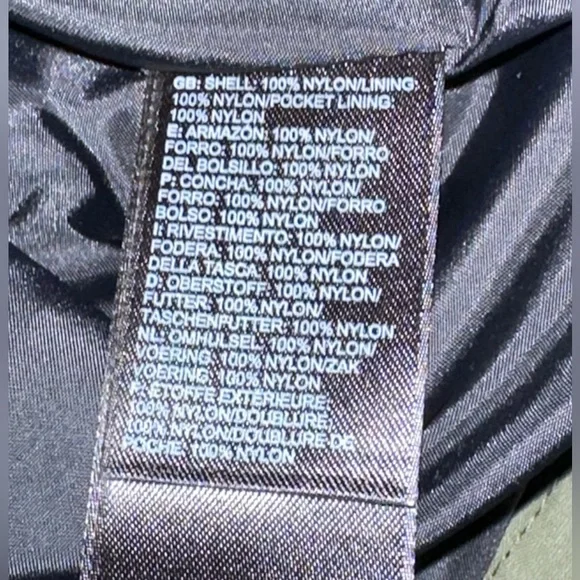 GB: SHELL: 100% NYLON/LINING:
100% NYLON/POCKET LINING:
100% NYLON
E: ARMAZÓN: 100% NYLON/
FORRO: 100% NYLON/FORRO
DEL BOLSILLO: 100% NYLON
P: CONCHA: 100% NYLON/
FORRO: 100% NYLON/FORRO
BOLSO: 100% NYLON
I: RIVESTIMENTO: 100% NYLON/
FODERA: 100% NYLON/FODERA
DELLA TASCA: 100% NYLON
D: OBERSTOFF: 100% NYLON/
FUTTER: 100% NYLON/
TASCHENFUTTER: 100% NYLON
NL: OMHULSEL: 100% NYLON/
VOERING: 100% NYLON/ZAK
VOERING: 100% NYLON
F: STOFFE EXTÉRIEURE
100% NYLON/DOUBLURE
100% NYLON/DOUBLURE DE
POCHE: 100% NYLON